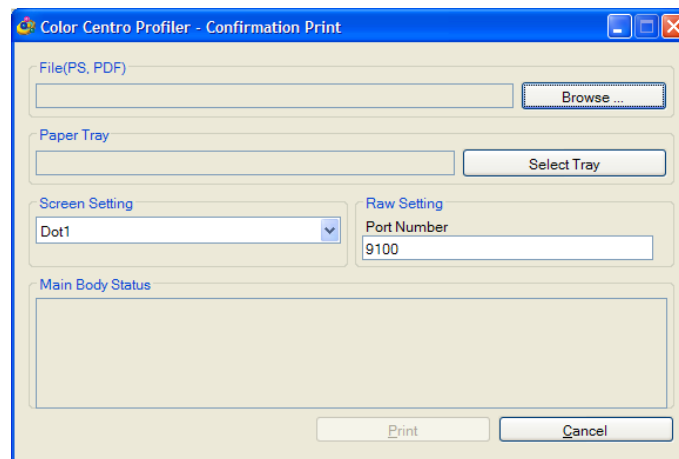 Color Centro Profiler - Confirmation Print
File(PS, PDF)
Browse ...
Paper Tray
Select Tray
Screen Setting
Dot1
Raw Setting
Port Number
9100
Main Body Status
Print
Cancel